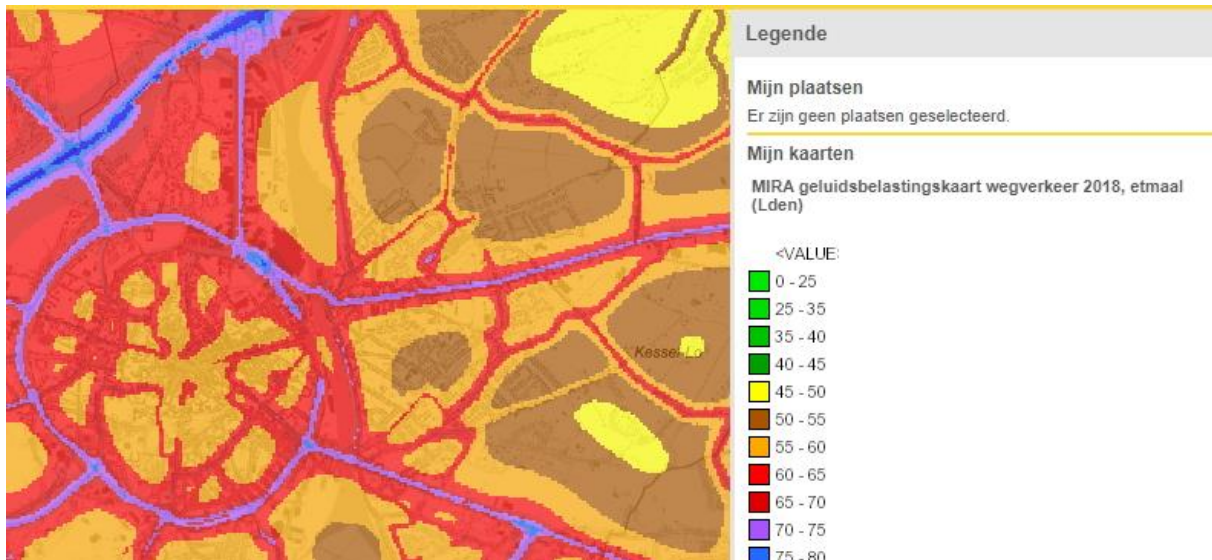 Legende
Mijn plaatsen
Er zijn geen plaatsen geselecteerd.
Mijn kaarten
MIRA geluidsbelastingskaart wegverkeer 2018, etmaal
(Lden)
<VALUE:
0 - 25
25 - 35
35 - 40
40 - 45
45 - 50
50 - 55
55 - 60
60 - 65
65 - 70
70 - 75
75 - 80
Kessel-Lo